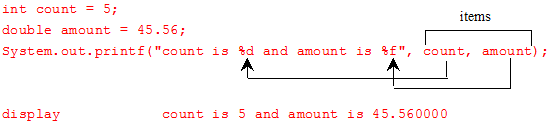 int count = 5;
items
double amount = 45.56;
System.out.printf("count is %d and amount is %f", count, amount);
display count is 5 and amount is 45.560000